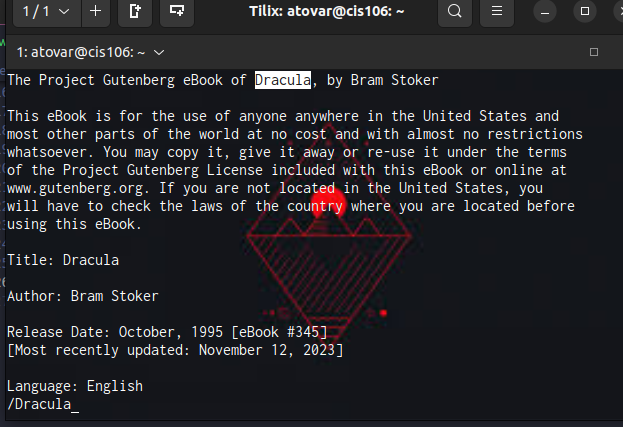 1 / 1
Tilix: atovar@cis106: ~
1: atovar@cis106: ~
The Project Gutenberg eBook of Dracula, by Bram Stoker
This eBook is for the use of anyone anywhere in the United States and
most other parts of the world at no cost and with almost no restrictions
whatsoever. You may copy it, give it away or re-use it under the terms
of the Project Gutenberg License included with this eBook or online at
www.gutenberg.org. If you are not located in the United States, you
will have to check the laws of the country where you are located before
using this eBook.
Title: Dracula
Author: Bram Stoker
Release Date: October, 1995 [eBook #345]
[Most recently updated: November 12, 2023]
Language: English
/Dracula_